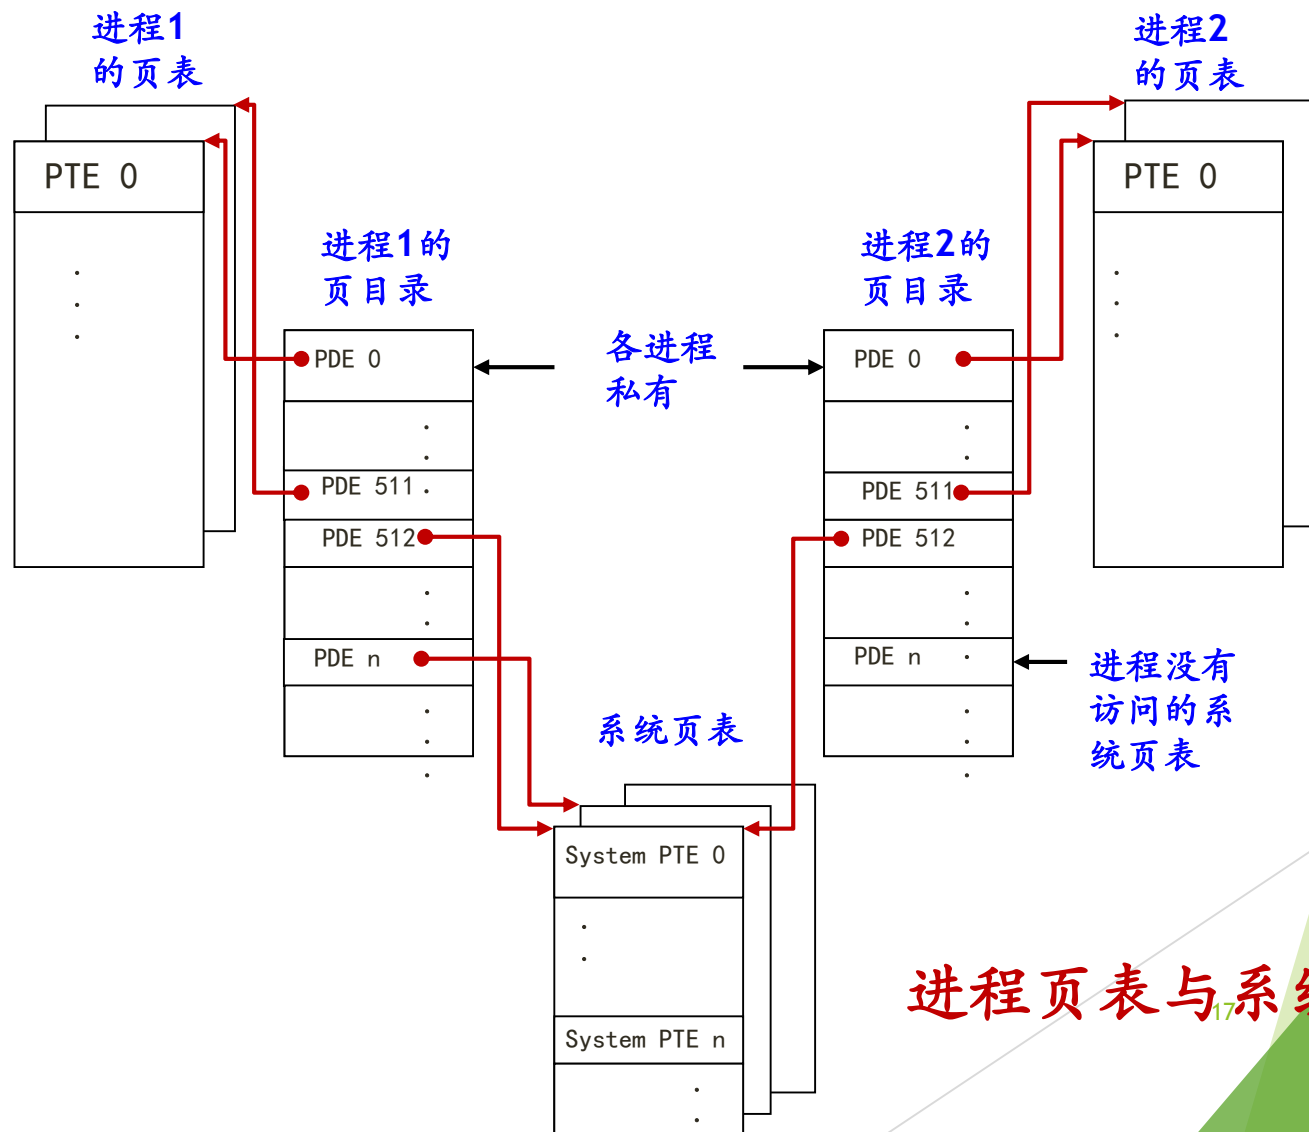 进程1
的页表
进程2
的页表
PTE 0
PTE 0
进程1的
页目录
进程2的
页目录
各进程
私有
PDE 0
PDE 0
PDE 511
PDE 511
PDE 512
PDE 512
PDE n
PDE n
进程没有
访问的系
统页表
系统页表
System PTE 0
System PTE n
进程页表与系
17